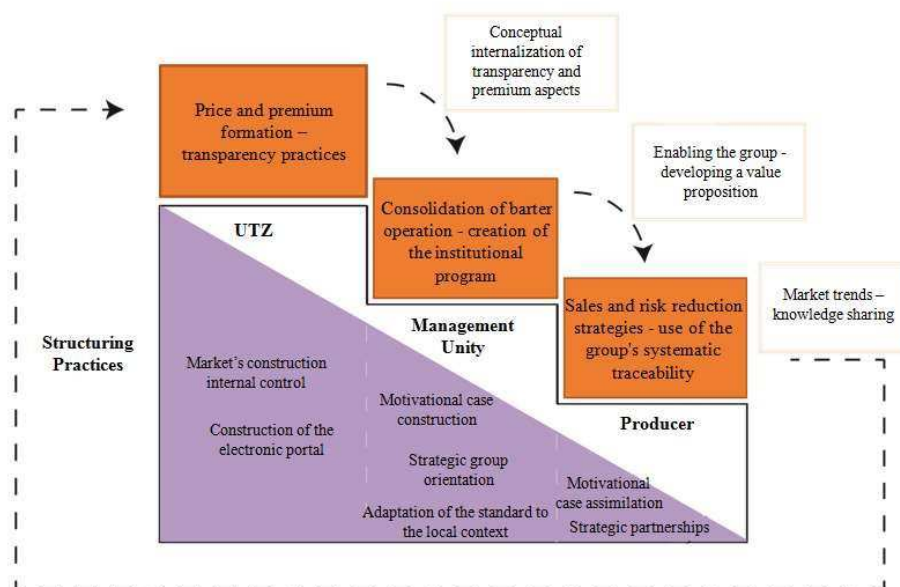 Conceptual
internalization of
transparency and
premium aspects
Price and premium
formation –
transparency practices
Enabling the group -
developing a value
proposition
Consolidation of barter
operation - creation of
the institutional
program
UTZ
Market trends –
knowledge sharing
Sales and risk reduction
strategies - use of the
group's systematic
traceability
Management
Unity
Structuring
Practices
Market's construction
internal control
Motivational case
construction
Producer
Construction of the
electronic portal
Strategic group
orientation
Motivational
case assimilation
Adaptation of the standard to
the local context
Strategic partnerships